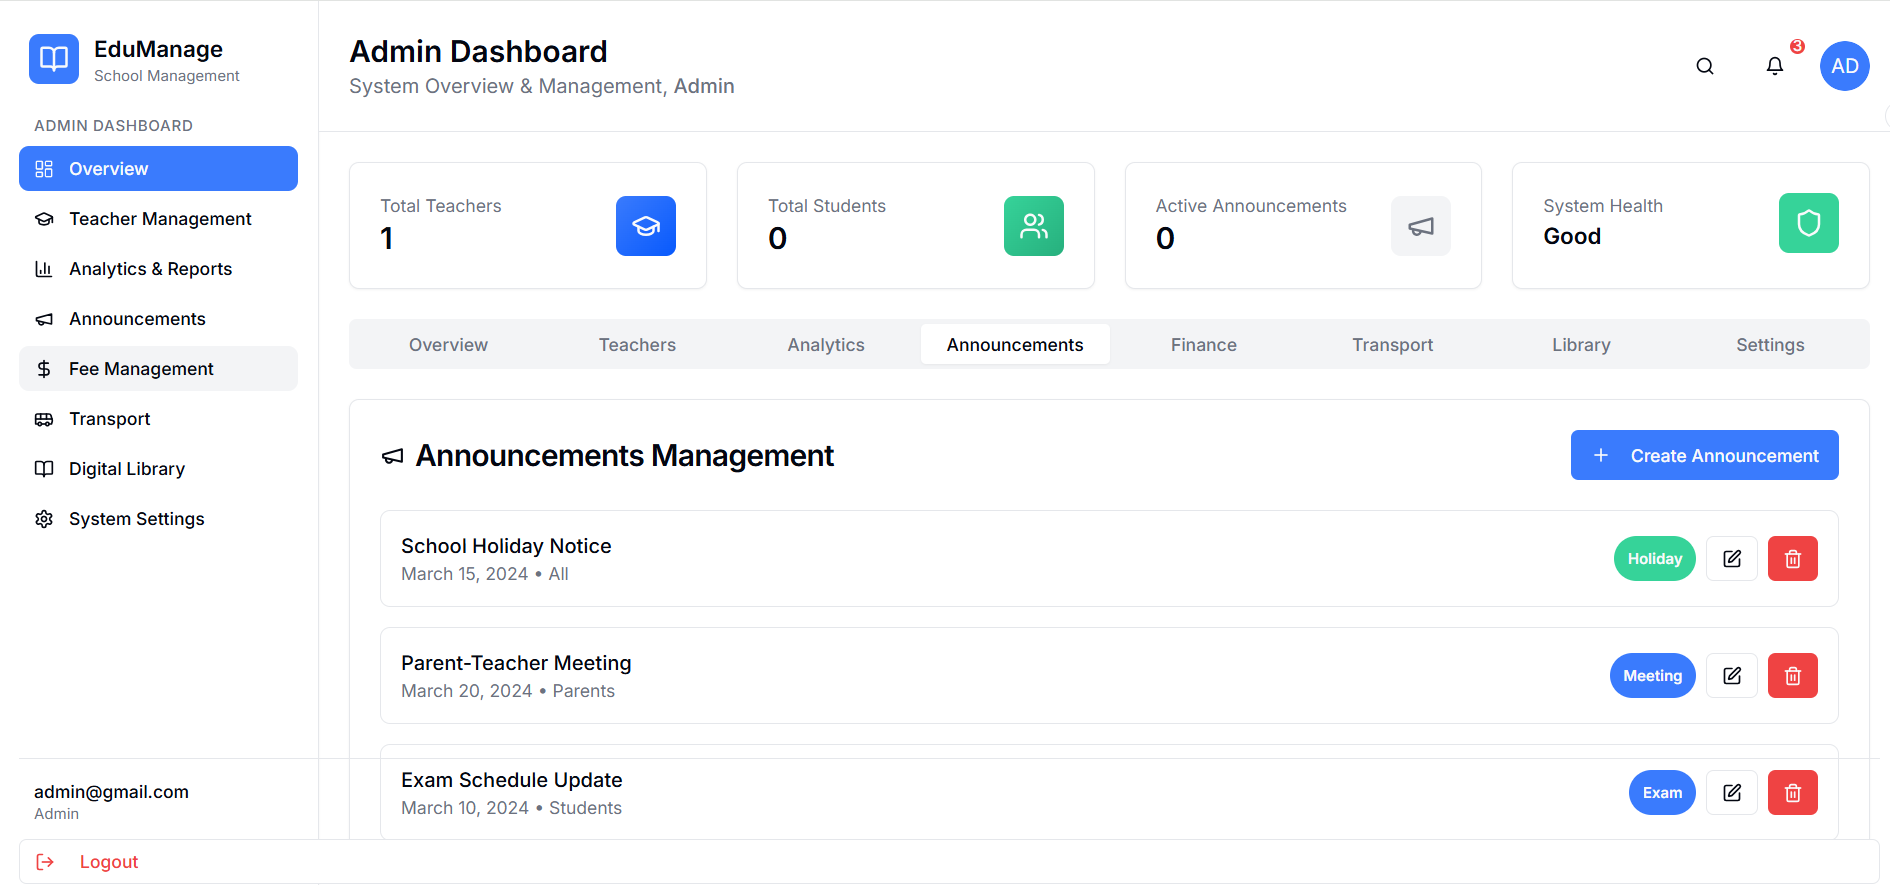 EduManage
School Management
ADMIN DASHBOARD
Overview
Teacher Management
Analytics & Reports
Announcements
Fee Management
Transport
Digital Library
System Settings
admin@gmail.com
Admin
Logout
Admin Dashboard
System Overview & Management, Admin
3
AD
Total Teachers
1
Total Students
0
Active Announcements
0
System Health
Good
Overview Teachers Analytics Announcements Finance Transport Library Settings
Announcements Management
+ Create Announcement
School Holiday Notice
March 15, 2024 • All
Holiday
Parent-Teacher Meeting
March 20, 2024 • Parents
Meeting
Exam Schedule Update
March 10, 2024 • Students
Exam